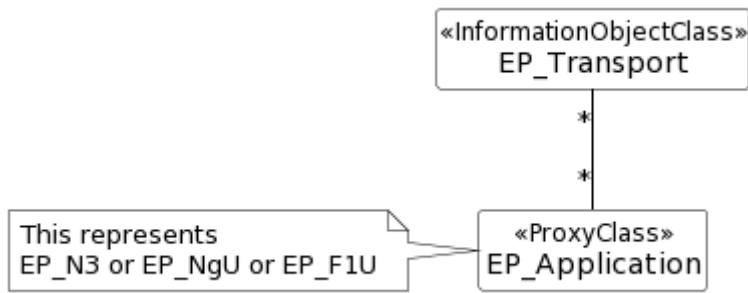 «InformationObjectClass»
EP_Transport
*
*
This represents
EP_N3 or EP_NgU or EP_F1U
«ProxyClass»
EP_Application